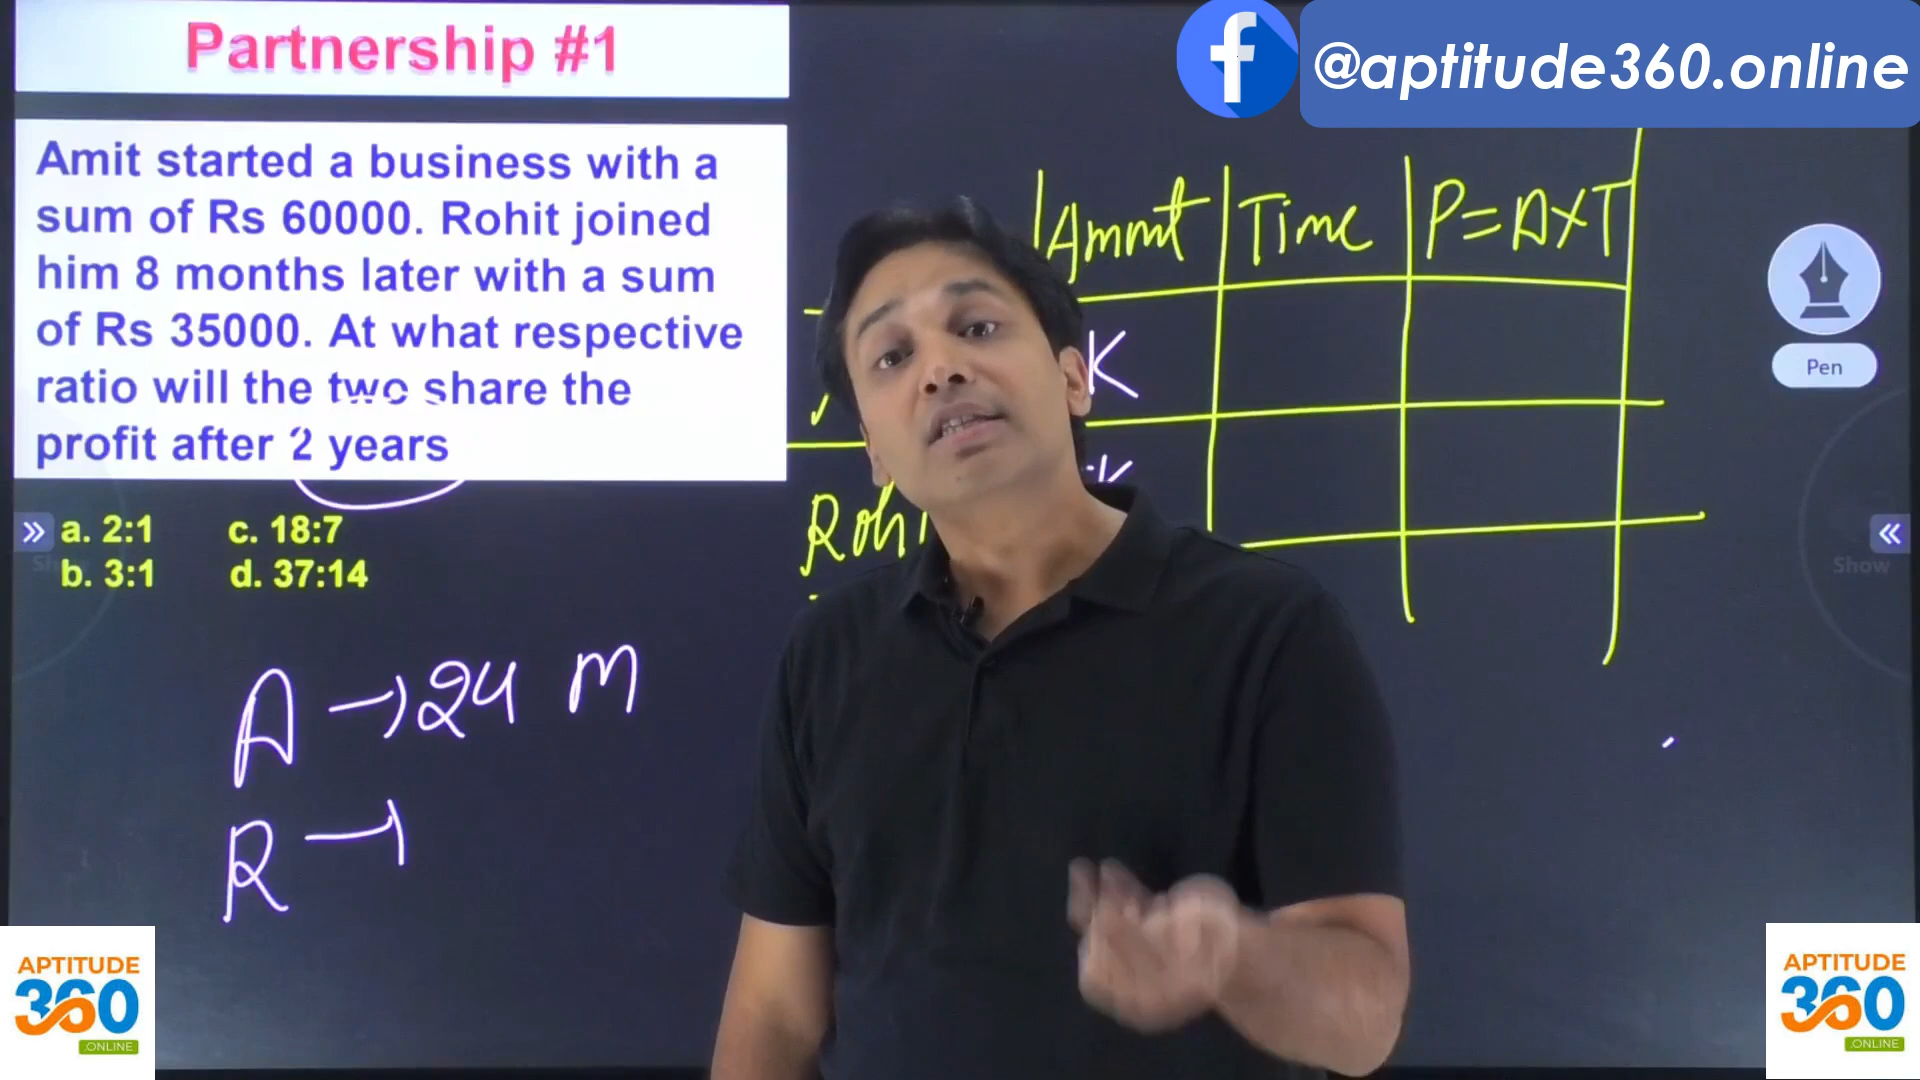 Partnership #1
@aptitude360.online
Amit started a business with a
sum of Rs 60000. Rohit joined
him 8 months later with a sum
of Rs 35000. At what respective
ratio will the two share the
profit after 2 years
a. 2:1
c. 18:7
b. 3:1
d. 37:14
Ammt
Time
P=A×T
K
K
A → 24 M
R →
Pen
Show
APTITUDE
360
.ONLINE
APTITUDE
360
.ONLINE